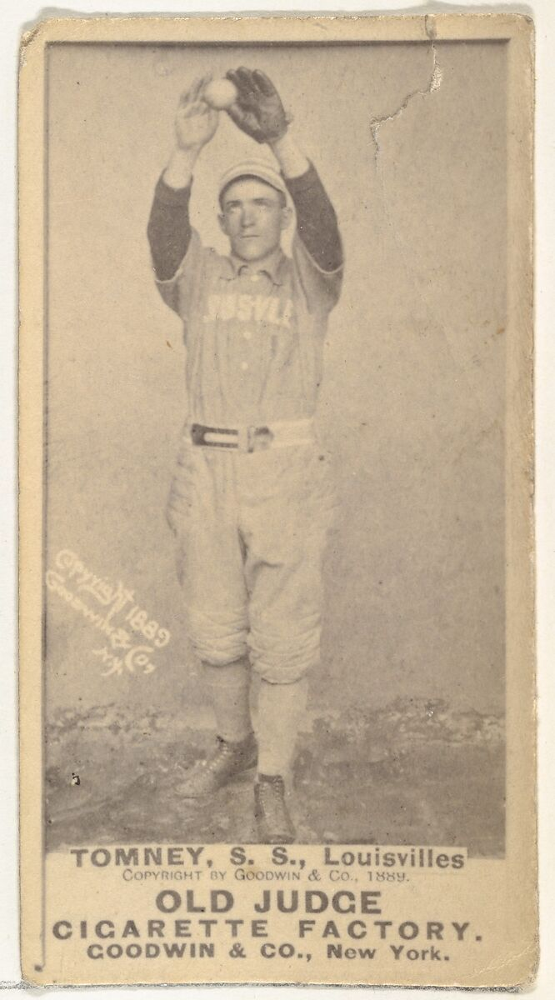 OUSVLL
Copyright 1889
Goodwin & Co.
N.Y.
TOMNEY, S. S., Louisvilles
COPYRIGHT BY GOODWIN & CO., 1889.
OLD JUDGE
CIGARETTE FACTORY.
GOODWIN & CO., New York.